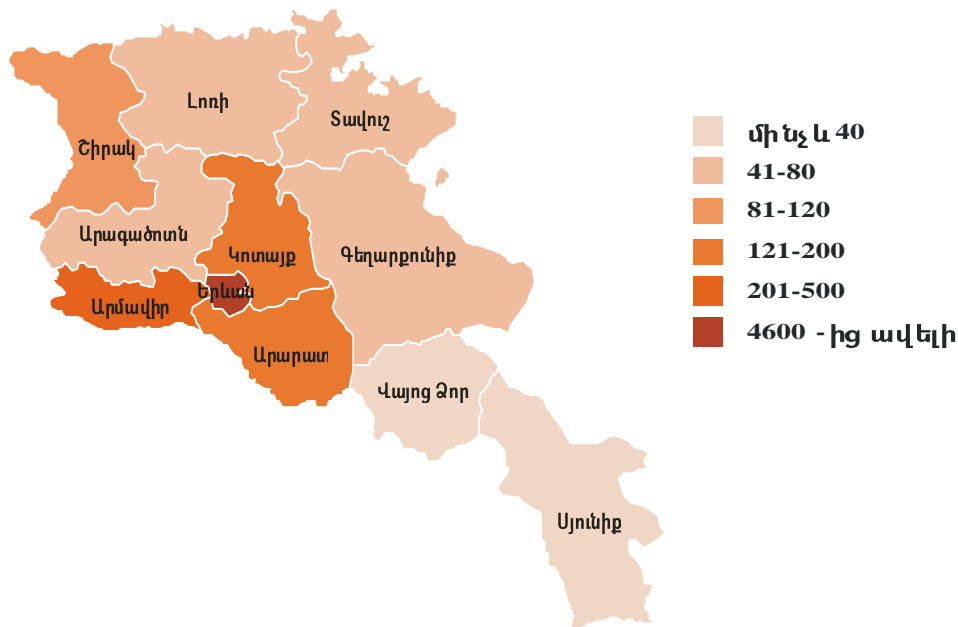 Լոռի
Տավուշ
Շիրակ
Արագածոտն
Կոտայք
Գեղարքունիք
Երևան
Արմավիր
Արարատ
Վայոց Ձոր
Սյունիք
մինչև 40
41-80
81-120
121-200
201-500
4600 -ից ավելի